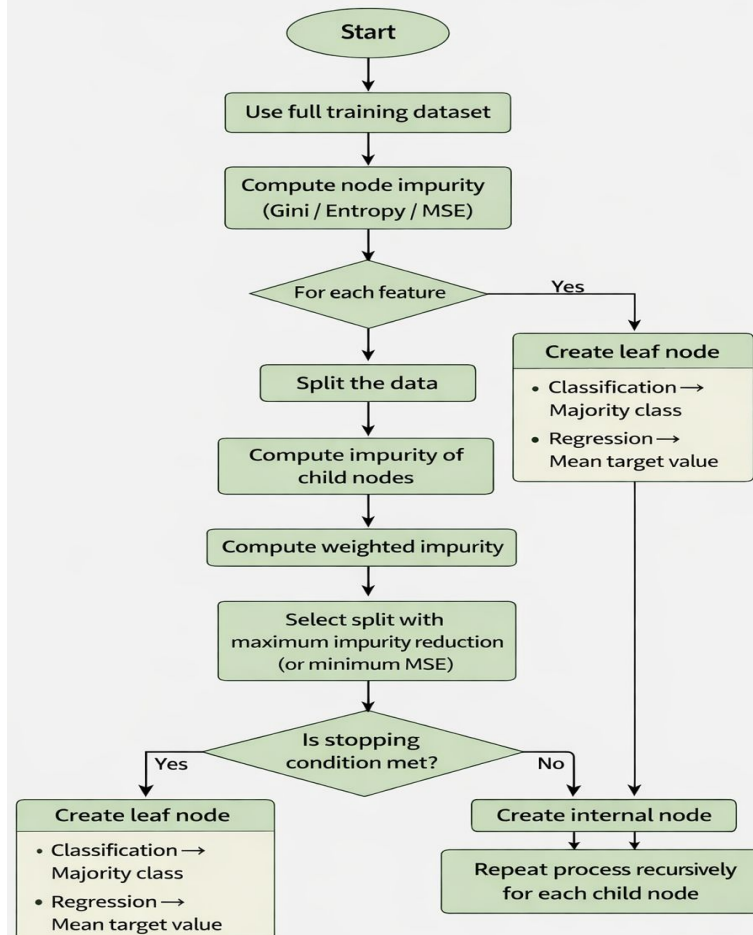 Start
Use full training dataset
Compute node impurity
(Gini / Entropy / MSE)
For each feature
Yes
Create leaf node
• Classification →
Majority class
• Regression →
Mean target value
Split the data
Compute impurity of
child nodes
Compute weighted impurity
Select split with
maximum impurity reduction
(or minimum MSE)
Is stopping
condition met?
Yes
No
Create leaf node
• Classification →
Majority class
• Regression →
Mean target value
Create internal node
Repeat process recursively
for each child node